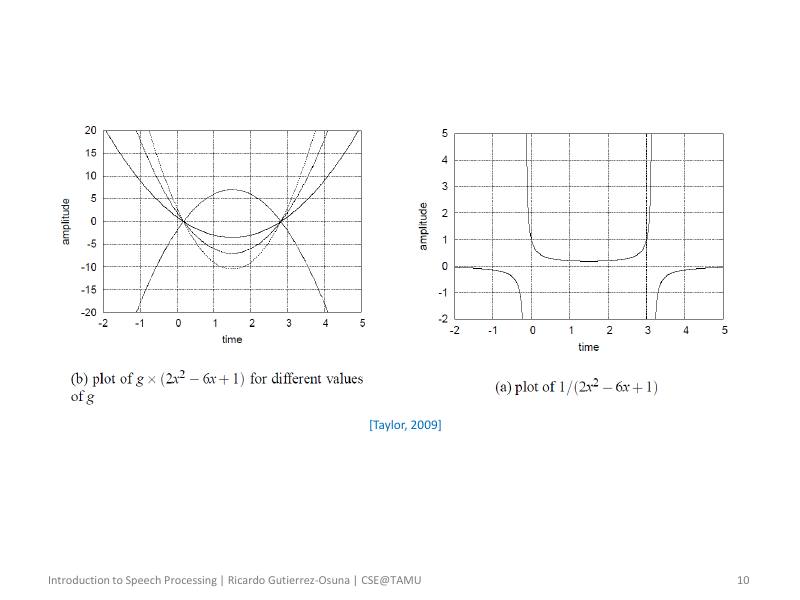 20
15
10
5
0
-5
-10
-15
-20
amplitude
-2 -1 0 1 2 3 4 5
time
(b) plot of g × (2x² − 6x + 1) for different values
of g
5
4
3
2
1
0
-1
-2
amplitude
-2 -1 0 1 2 3 4 5
time
(a) plot of 1/(2x² − 6x + 1)
[Taylor, 2009]
Introduction to Speech Processing | Ricardo Gutierrez-Osuna | CSE@TAMU 10